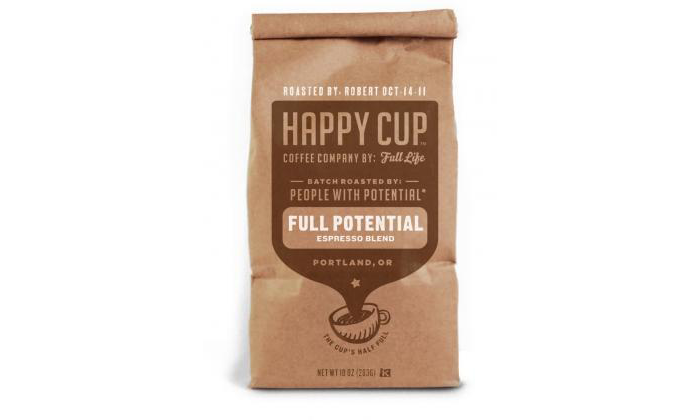 ROASTED BY: ROBERT OCT-14-11
HAPPY CUP™
COFFEE COMPANY BY: Full Life
BATCH ROASTED BY:
PEOPLE WITH POTENTIAL*
FULL POTENTIAL
ESPRESSO BLEND
PORTLAND, OR
THE CUP'S HALF FULL
NET WT 10 OZ (283G) K